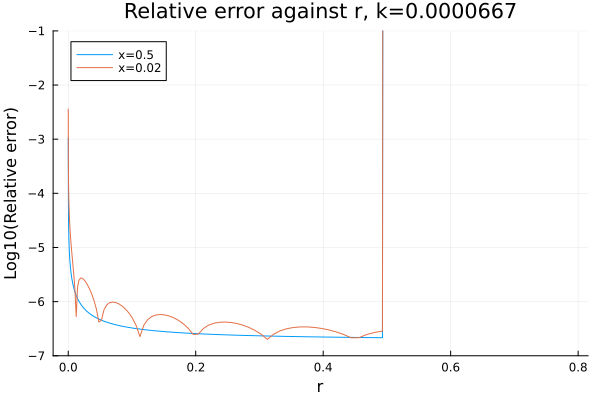 Relative error against r, k=0.0000667
Log10(Relative error)
−1
−2
−3
−4
−5
−6
−7
x=0.5
x=0.02
0.0 0.2 0.4 0.6 0.8
r